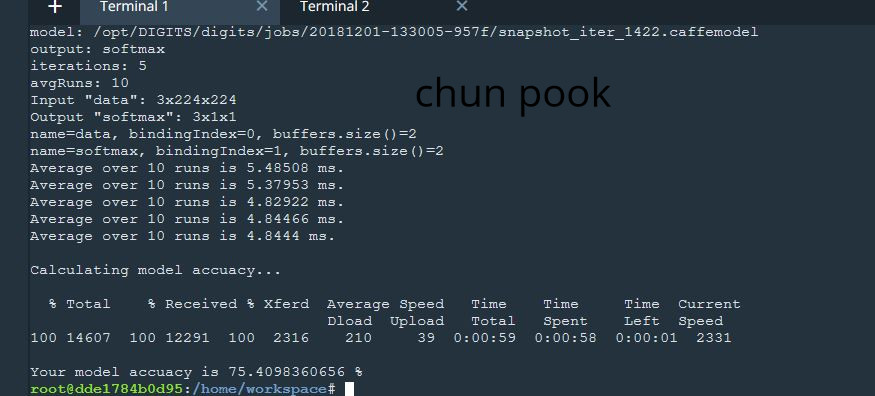 + Terminal 1 × Terminal 2 ×
model: /opt/DIGITS/digits/jobs/20181201-133005-957f/snapshot_iter_1422.caffemodel
output: softmax
iterations: 5
avgRuns: 10
Input "data": 3x224x224
Output "softmax": 3x1x1
chun pook
name=data, bindingIndex=0, buffers.size()=2
name=softmax, bindingIndex=1, buffers.size()=2
Average over 10 runs is 5.48508 ms.
Average over 10 runs is 5.37953 ms.
Average over 10 runs is 4.82922 ms.
Average over 10 runs is 4.84466 ms.
Average over 10 runs is 4.8444 ms.
Calculating model accuacy...
% Total % Received % Xferd Average Speed Time Time Time Current
Dload Upload Total Spent Left Speed
100 14607 100 12291 100 2316 210 39 0:00:59 0:00:58 0:00:01 2331
Your model accuacy is 75.4098360656 %
root@dde1784b0d95:/home/workspace#